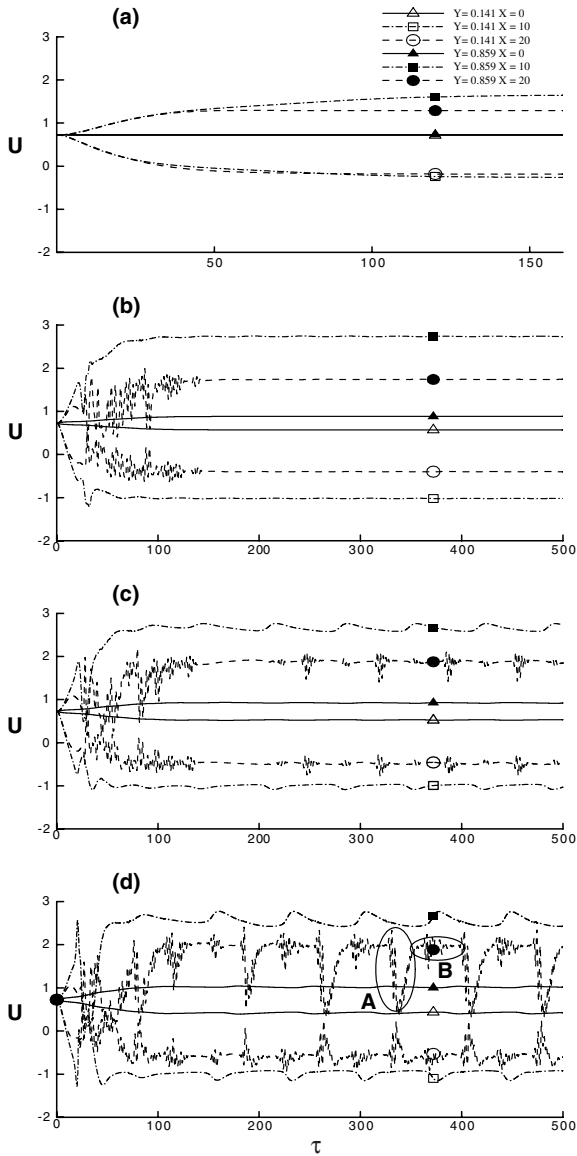 (a)
Y= 0.141 X = 0
Y= 0.141 X = 10
Y= 0.141 X = 20
Y= 0.859 X = 0
Y= 0.859 X = 10
Y= 0.859 X = 20
3
2
1
0
-1
-2
U
50
100
150
(b)
3
2
1
0
-1
-2
U
0
100
200
300
400
500
(c)
3
2
1
0
-1
-2
U
0
100
200
300
400
500
(d)
3
2
1
0
-1
-2
U
A
B
0
100
200
300
400
500
τ